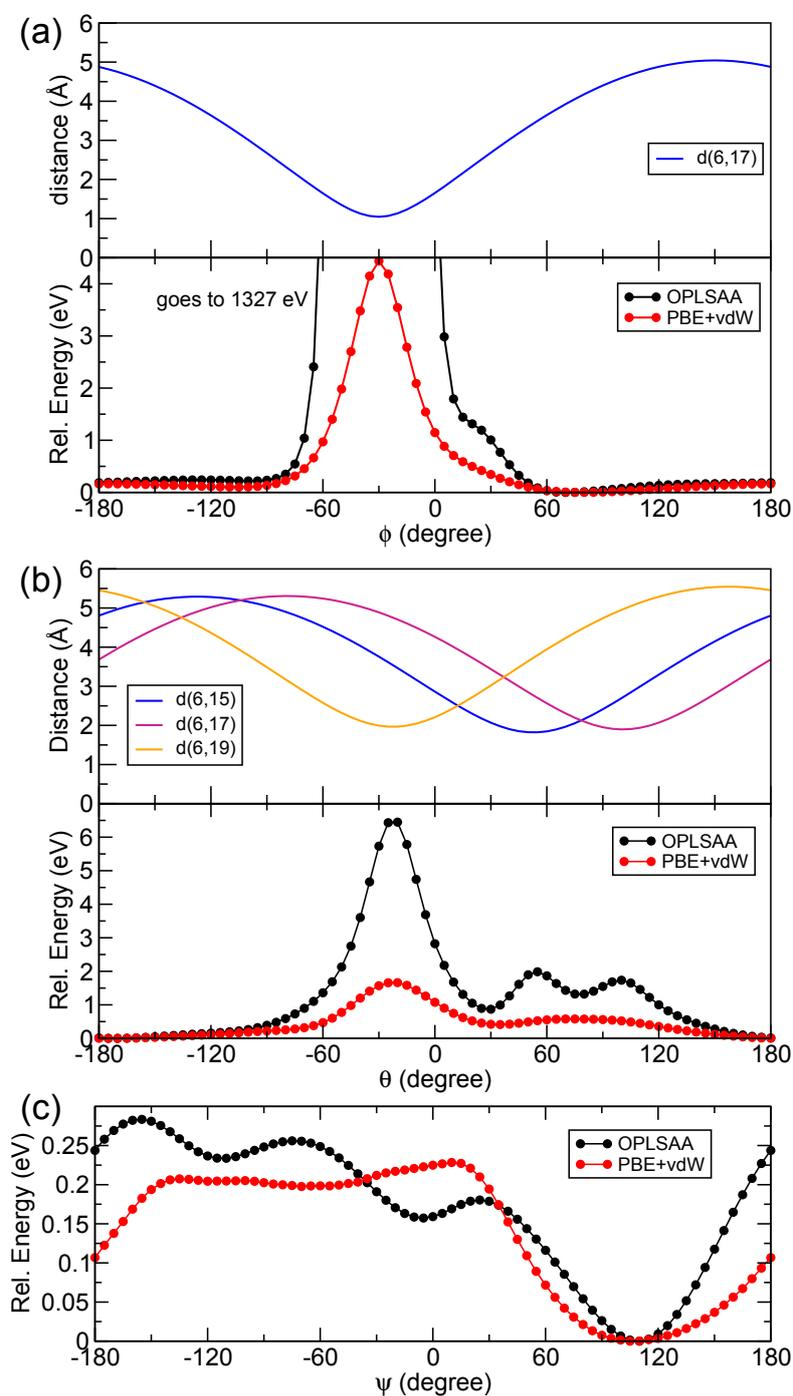 (a)
6
5
4
3
2
1
0
distance (Å)
d(6,17)
4
3
2
1
0
Rel. Energy (eV)
goes to 1327 eV
OPLSAA
PBE+vdW
-180 -120 -60 0 60 120 180
ϕ (degree)
(b)
6
5
4
3
2
1
0
Distance (Å)
d(6,15)
d(6,17)
d(6,19)
6
5
4
3
2
1
0
Rel. Energy (eV)
OPLSAA
PBE+vdW
-180 -120 -60 0 60 120 180
θ (degree)
(c)
0.25
0.2
0.15
0.1
0.05
0
Rel. Energy (eV)
OPLSAA
PBE+vdW
-180 -120 -60 0 60 120 180
ψ (degree)